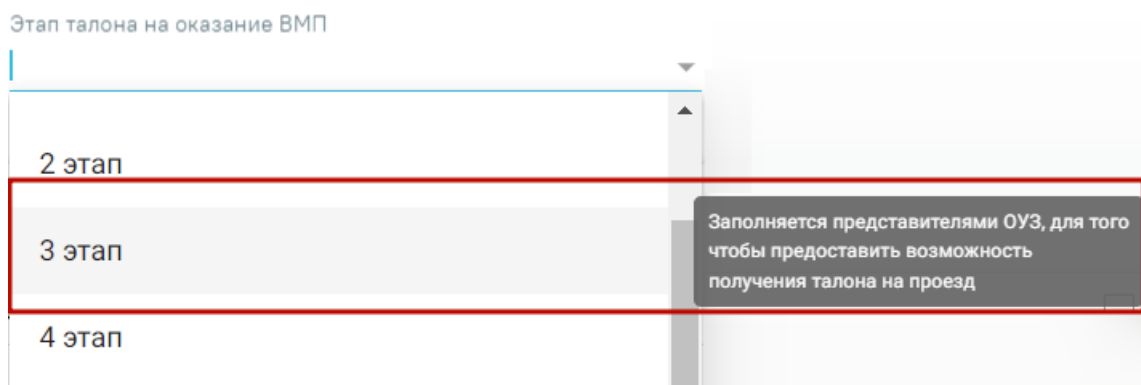 Этап талона на оказание ВМП
2 этап
3 этап
Заполняется представителями ОУЗ, для того
чтобы предоставить возможность
получения талона на проезд
4 этап